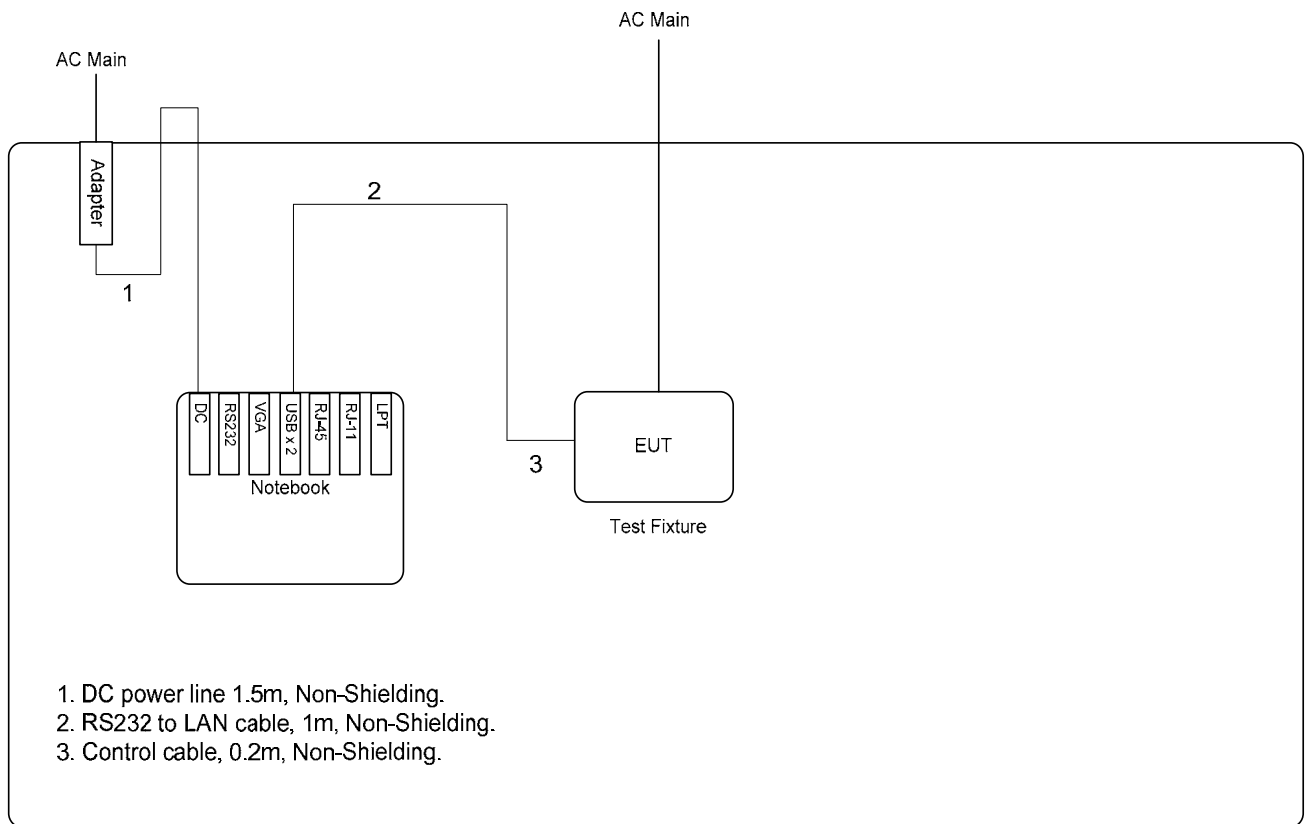 AC Main
AC Main
Adapter
1
2
DC
RS232
VGA
USB x 2
RJ-45
RJ-11
LPT
Notebook
3
EUT
Test Fixture
1. DC power line 1.5m, Non-Shielding.
2. RS232 to LAN cable, 1m, Non-Shielding.
3. Control cable, 0.2m, Non-Shielding.